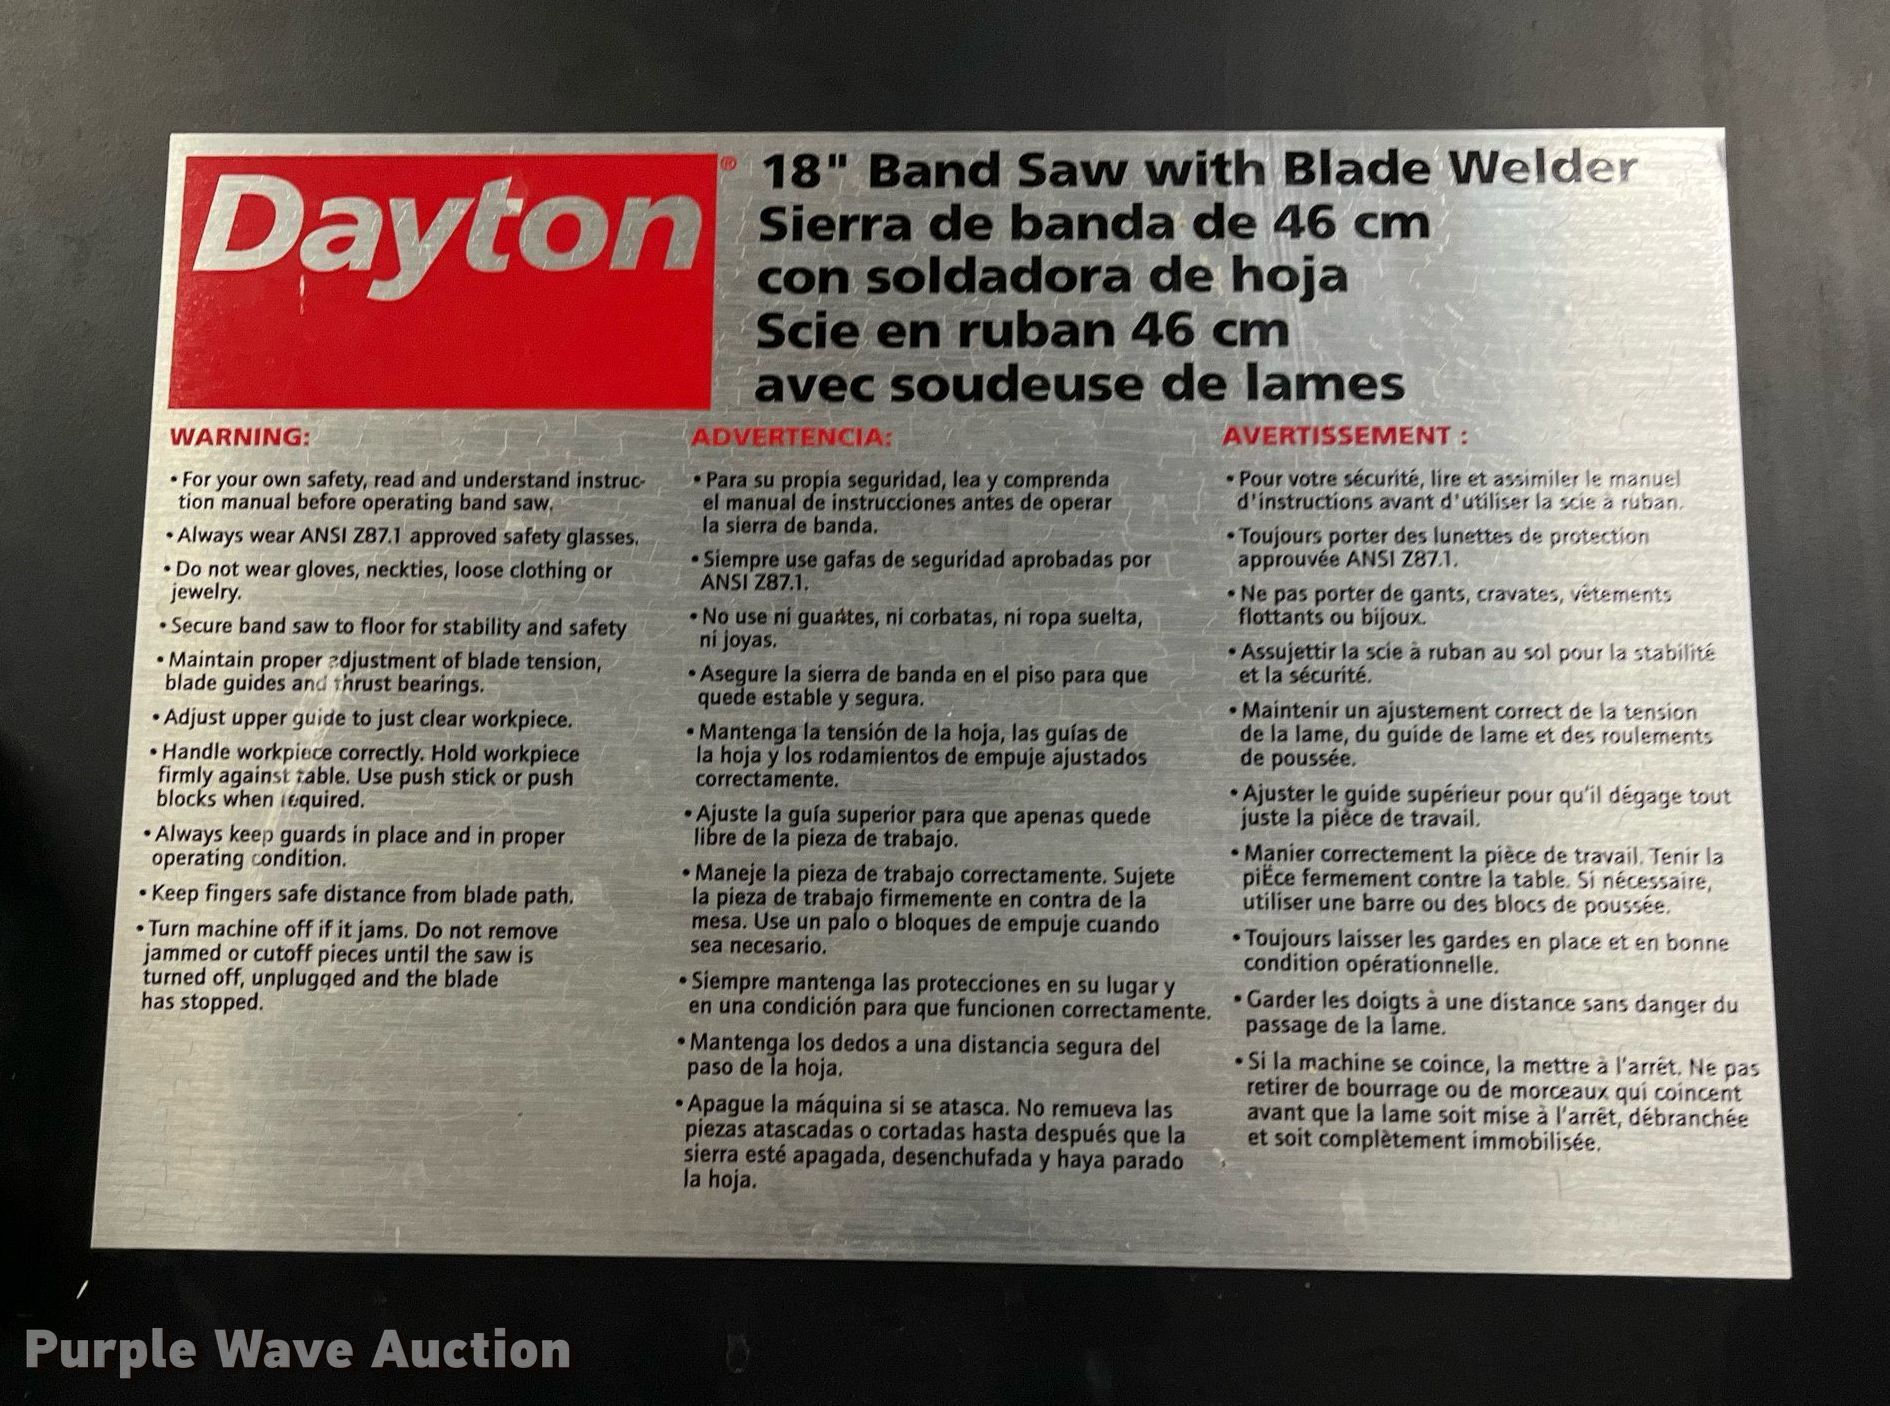 Dayton®
18" Band Saw with Blade Welder
Sierra de banda de 46 cm
con soldadora de hoja
Scie en ruban 46 cm
avec soudeuse de lames
WARNING:
• For your own safety, read and understand instruc-
tion manual before operating band saw.
• Always wear ANSI Z87.1 approved safety glasses.
• Do not wear gloves, neckties, loose clothing or
jewelry.
• Secure band saw to floor for stability and safety
• Maintain proper adjustment of blade tension,
blade guides and thrust bearings.
• Adjust upper guide to just clear workpiece.
• Handle workpiece correctly. Hold workpiece
firmly against table. Use push stick or push
blocks when required.
• Always keep guards in place and in proper
operating condition.
• Keep fingers safe distance from blade path.
• Turn machine off if it jams. Do not remove
jammed or cutoff pieces until the saw is
turned off, unplugged and the blade
has stopped.
ADVERTENCIA:
• Para su propia seguridad, lea y comprenda
el manual de instrucciones antes de operar
la sierra de banda.
• Siempre use gafas de seguridad aprobadas por
ANSI Z87.1.
• No use ni guantes, ni corbatas, ni ropa suelta,
ni joyas.
• Asegure la sierra de banda en el piso para que
quede estable y segura.
• Mantenga la tensión de la hoja, las guías de
la hoja y los rodamientos de empuje ajustados
correctamente.
• Ajuste la guía superior para que apenas quede
libre de la pieza de trabajo.
• Maneje la pieza de trabajo correctamente. Sujete
la pieza de trabajo firmemente en contra de la
mesa. Use un palo o bloques de empuje cuando
sea necesario.
• Siempre mantenga las protecciones en su lugar y
en una condición para que funcionen correctamente.
• Mantenga los dedos a una distancia segura del
paso de la hoja.
• Apague la máquina si se atasca. No remueva las
piezas atascadas o cortadas hasta después que la
sierra esté apagada, desenchufada y haya parado
la hoja.
AVERTISSEMENT :
• Pour votre sécurité, lire et assimiler le manuel
d'instructions avant d'utiliser la scie à ruban.
• Toujours porter des lunettes de protection
approuvée ANSI Z87.1.
• Ne pas porter de gants, cravates, vêtements
flottants ou bijoux.
• Assujettir la scie à ruban au sol pour la stabilité
et la sécurité.
• Maintenir un ajustement correct de la tension
de la lame, du guide de lame et des roulements
de poussée.
• Ajuster le guide supérieur pour qu'il dégage tout
juste la pièce de travail.
• Manier correctement la pièce de travail. Tenir la
piËce fermement contre la table. Si nécessaire,
utiliser une barre ou des blocs de poussée.
• Toujours laisser les gardes en place et en bonne
condition opérationnelle.
• Garder les doigts à une distance sans danger du
passage de la lame.
• Si la machine se coince, la mettre à l'arrêt. Ne pas
retirer de bourrage ou de morceaux qui coincent
avant que la lame soit mise à l'arrêt, débranchée
et soit complètement immobilisée.
Purple Wave Auction